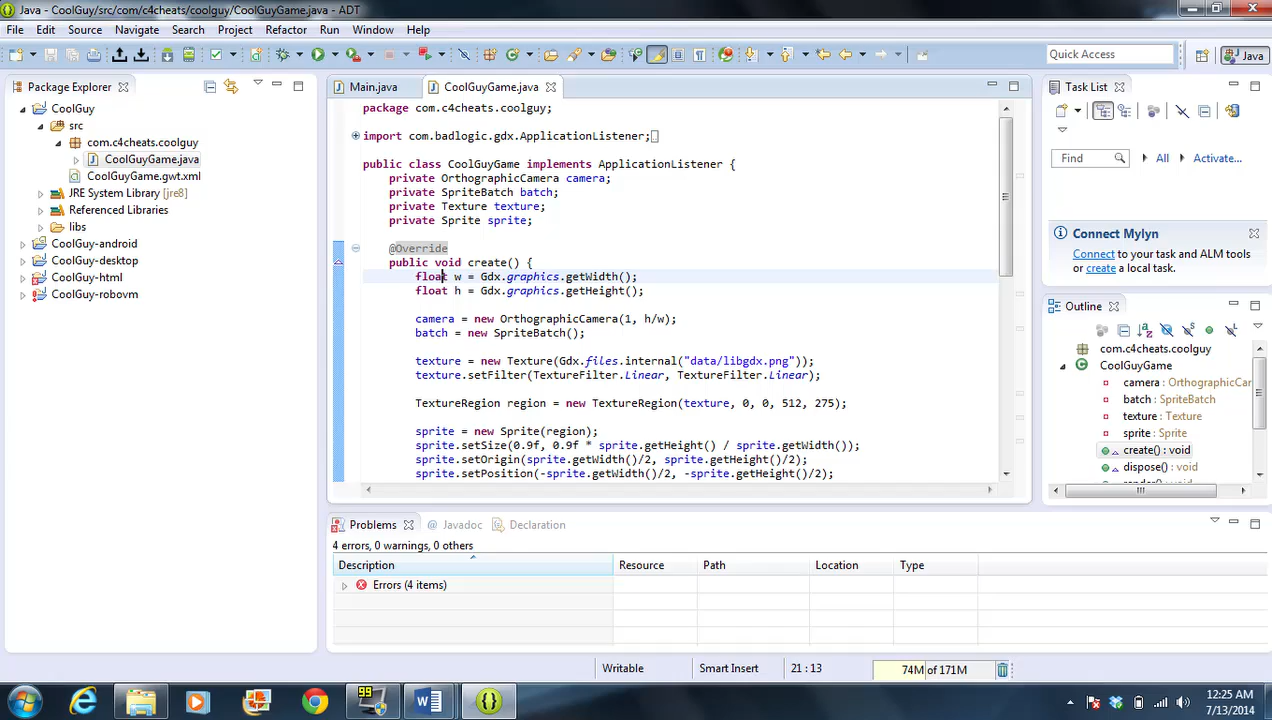 Java - CoolGuy/src/com/c4cheats/coolguy/CoolGuyGame.java - ADT
File Edit Source Refactor Navigate Search Project Refactor Run Window Help
Quick Access
Java
Package Explorer
CoolGuy
src
com.c4cheats.coolguy
CoolGuyGame.java
CoolGuyGame.gwt.xml
JRE System Library [jre8]
Referenced Libraries
libs
CoolGuy-android
CoolGuy-desktop
CoolGuy-html
CoolGuy-robovm
Main.java
CoolGuyGame.java
package com.c4cheats.coolguy;
import com.badlogic.gdx.ApplicationListener;
public class CoolGuyGame implements ApplicationListener {
private OrthographicCamera camera;
private SpriteBatch batch;
private Texture texture;
private Sprite sprite;
@Override
public void create() {
float w = Gdx.graphics.getWidth();
float h = Gdx.graphics.getHeight();
camera = new OrthographicCamera(1, h/w);
batch = new SpriteBatch();
texture = new Texture(Gdx.files.internal("data/libgdx.png"));
texture.setFilter(TextureFilter.Linear, TextureFilter.Linear);
TextureRegion region = new TextureRegion(texture, 0, 0, 512, 275);
sprite = new Sprite(region);
sprite.setSize(0.9f, 0.9f * sprite.getHeight() / sprite.getWidth());
sprite.setOrigin(sprite.getWidth()/2, sprite.getHeight()/2);
sprite.setPosition(-sprite.getWidth()/2, -sprite.getHeight()/2);
Task List
Find All Activate...
Connect Mylyn
Connect to your task and ALM tools
or create a local task.
Outline
com.c4cheats.coolguy
CoolGuyGame
camera : OrthographicCar
batch : SpriteBatch
texture : Texture
sprite : Sprite
create() : void
dispose() : void
Problems
@ Javadoc
Declaration
4 errors, 0 warnings, 0 others
Description Resource Path Location Type
Errors (4 items)
Writable Smart Insert 21 : 13 74M of 171M
99
12:25 AM
7/13/2014